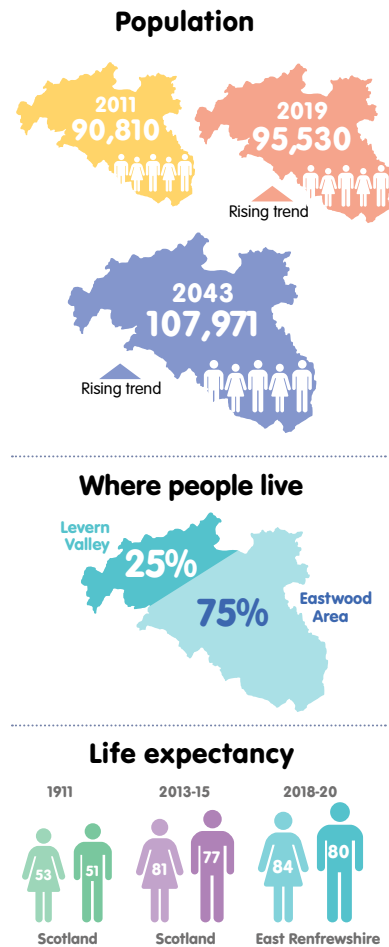 Population
2011
90,810
2019
95,530
Rising trend
2043
107,971
Rising trend
Where people live
Levern
Valley
25%
75%
Eastwood
Area
Life expectancy
1911
2013-15
2018-20
53
51
81
77
84
80
Scotland
Scotland
East Renfrewshire